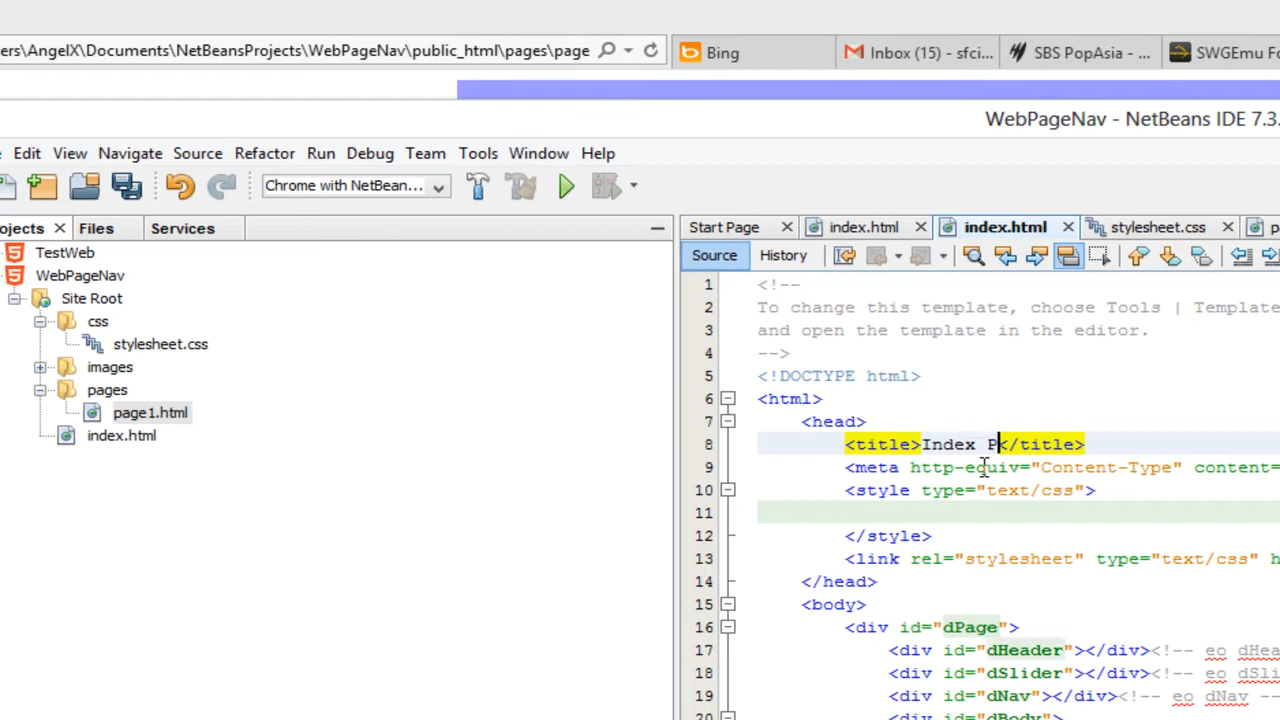 ers\AngelX\Documents\NetBeansProjects\WebPageNav\public_html\pages\page
Bing
Inbox (15) - sfci...
SBS PopAsia - ...
SWGEmu Fo
WebPageNav - NetBeans IDE 7.3.
Edit View Navigate Source Refactor Run Debug Team Tools Window Help
Chrome with NetBean...
ojects Files Services
Start Page index.html index.html stylesheet.css p
Source History
TestWeb
WebPageNav
Site Root
css
stylesheet.css
images
pages
page1.html
index.html
1 <!--
2 To change this template, choose Tools | Template
3 and open the template in the editor.
4 -->
5 <!DOCTYPE html>
6 <html>
7 <head>
8 <title>Index P</title>
9 <meta http-equiv="Content-Type" content=
10 <style type="text/css">
11
12 </style>
13 <link rel="stylesheet" type="text/css" h
14 </head>
15 <body>
16 <div id="dPage">
17 <div id="dHeader"></div><!-- eo dHea
18 <div id="dSlider"></div><!-- eo dSli
19 <div id="dNav"></div><!-- eo dNav --
20 <div id="dBody">